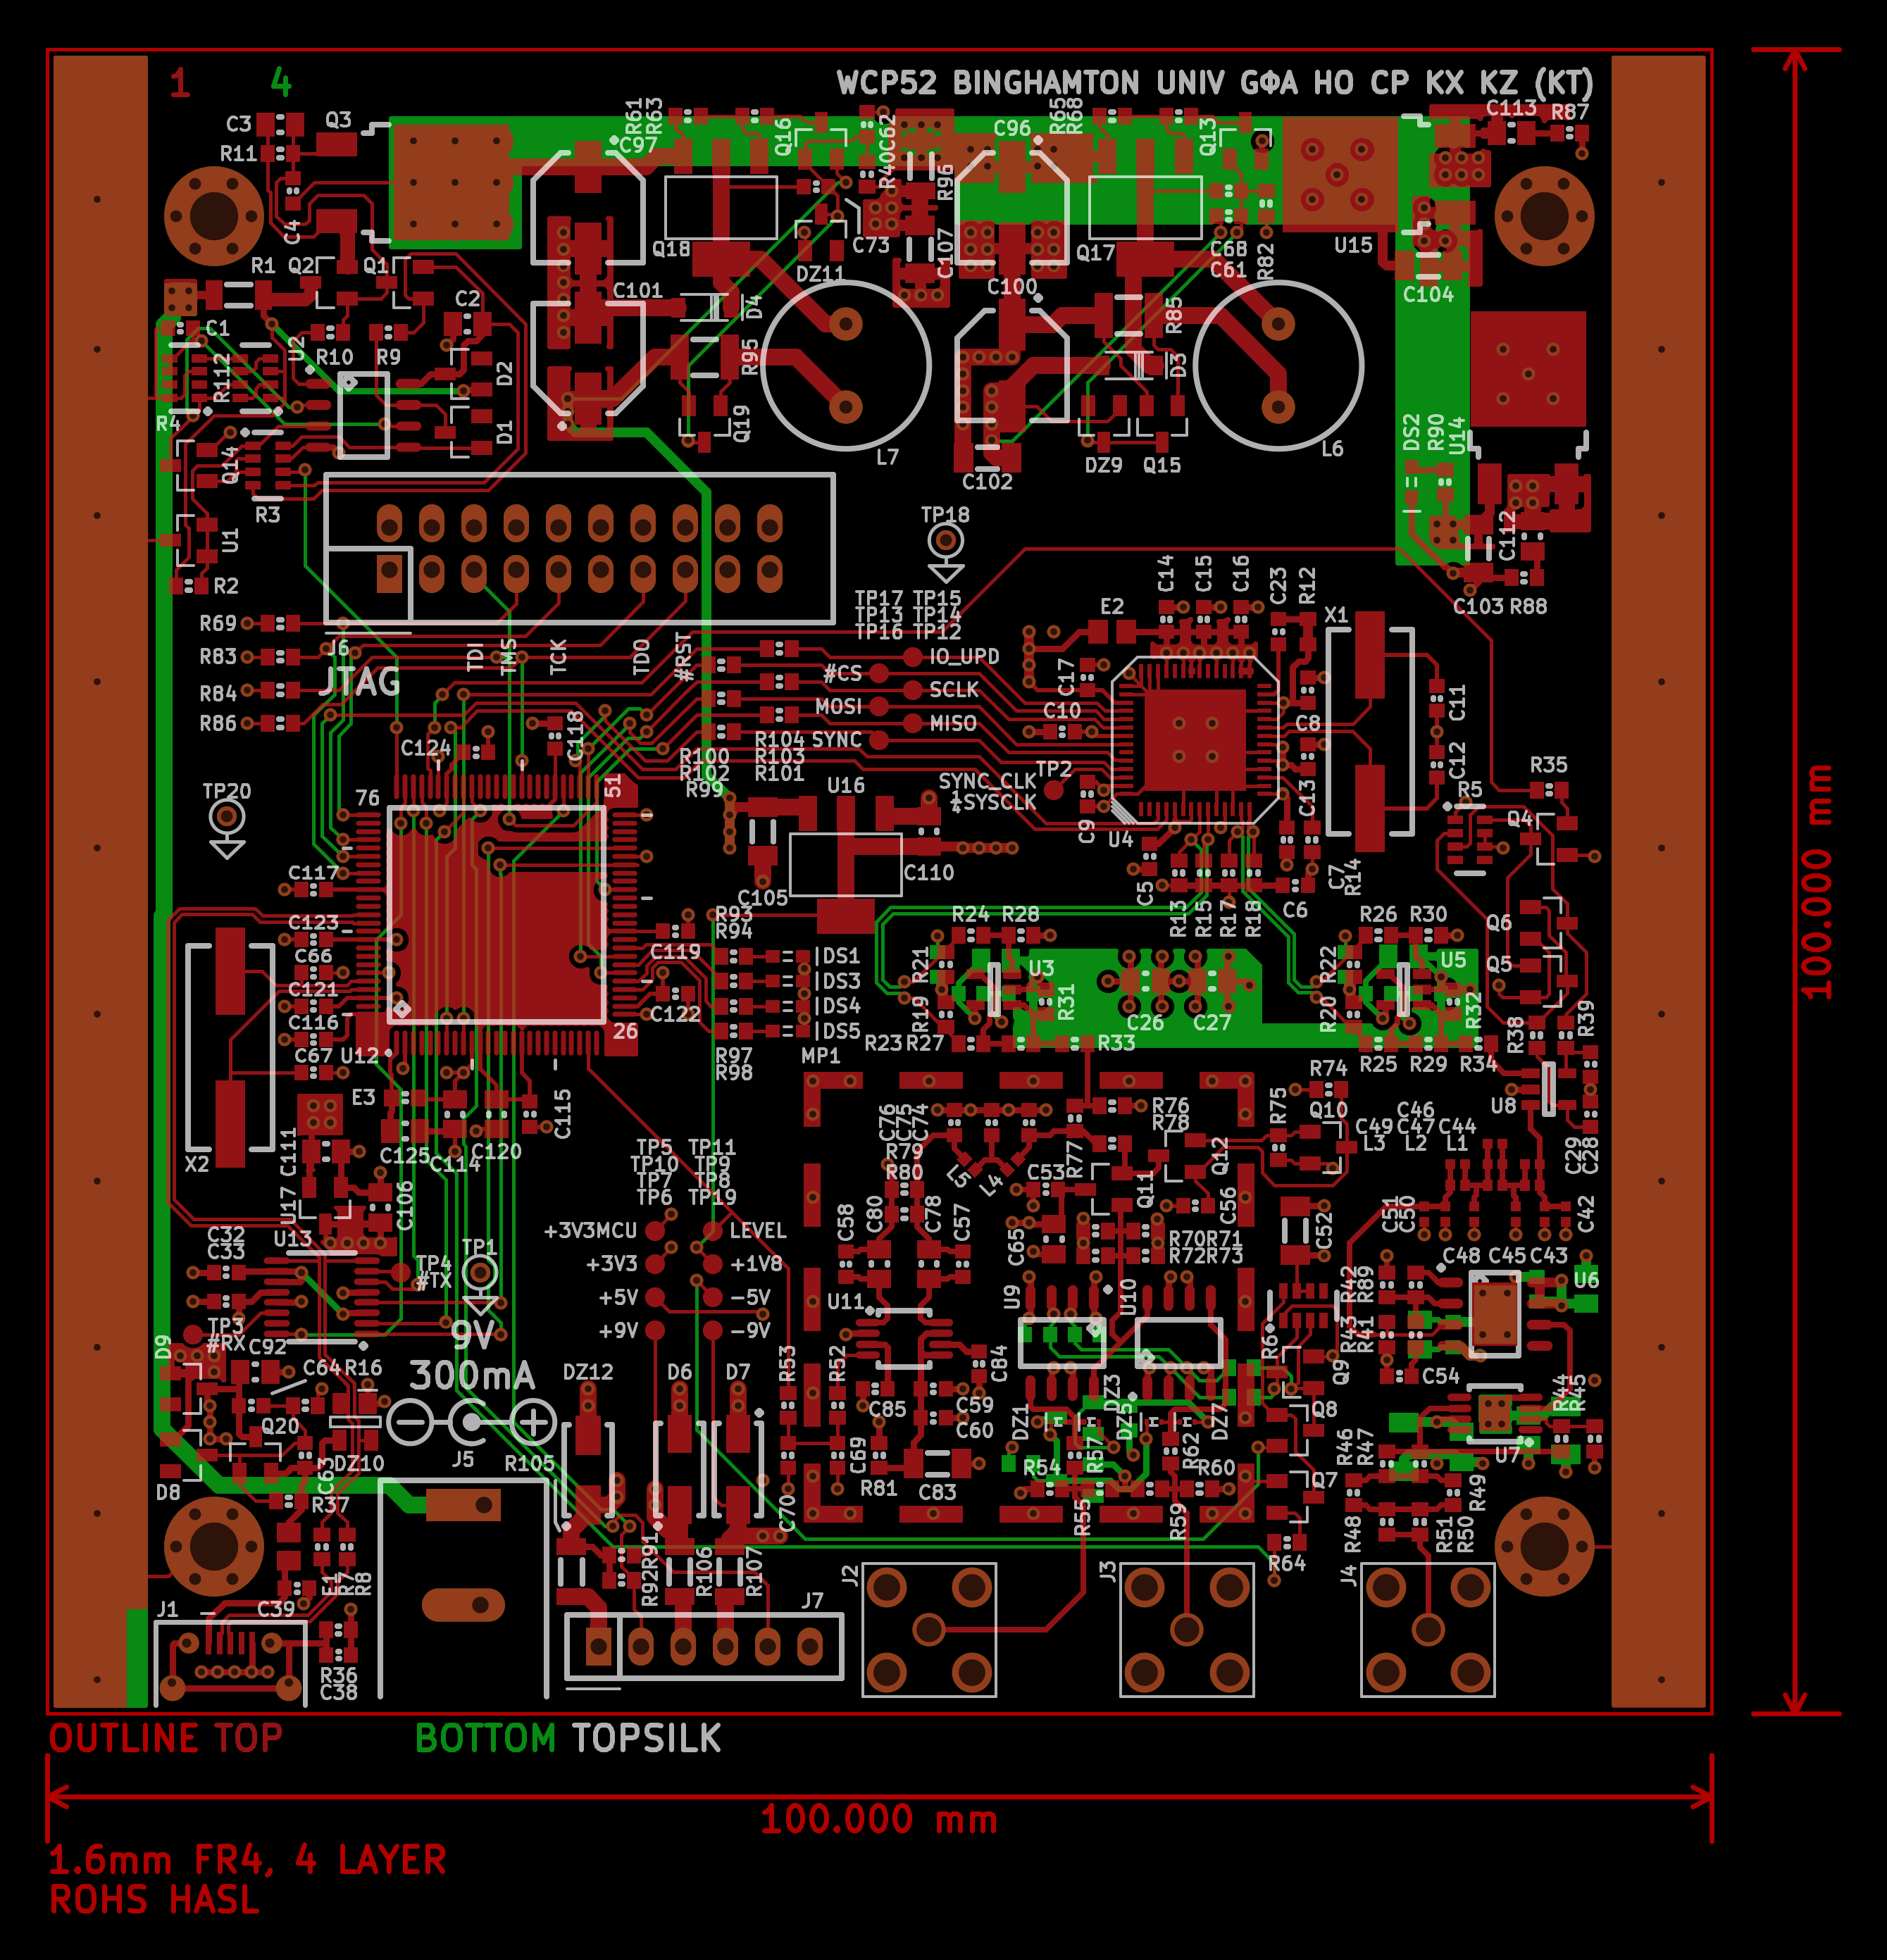 1 4
WCP52 BINGHAMTON UNIV GΦA HO CP KX KZ (KT)
C3 Q3 R61 R63 C97 Q16 R40 C62 C96 R65 R68 Q13 C113 R87
R11 R96
C4 Q18 DZ11 C73 C107 Q17 C68 C61 R82 U15
R1 Q2 Q1 C2 C101 D4 C100 R85 C104
C1 R112 U2 R10 R9 D2 R95 D3
R4 Q14 D1 Q19 L7 DZ9 Q15 L6 DS2 R90 U14
R3 C102
U1 TP18 C112
R2 C14 C15 C16 C23 R12 C103 R88
TP17 TP15
TP13 TP14
TP16 TP12
E2 X1
R69
R83 J6 TDI TMS TCK TDO #RST IO_UPD
JTAG #CS C17
R84 SCLK C11
R86 MOSI C10 C8
MISO
C124 C118 SYNC
R100 R104
R102 R103
R99 R101
C12 R35
TP20 76 51 U16 SYNC_CLK TP2
SYSCLK C9 U4 C13 R5 Q4
C117 C105 C110 C5 C7 R14
C123 R93 R94 R24 R28 R13 R15 R17 R18 C6 R26 R30 Q6
C66 C119 DS1 R21 U3 R22 U5 Q5
C121 DS3
C116 C122 DS4 R19 R31 C26 C27 R20 R32 R38 R39
C67 U12 26 DS5
R97 MP1 R23 R27 R33 R25 R29 R34
R98
E3 C115 R74 U8
C76 C75 C74 R76 R78 R75 Q10 C49 C46 C47 C44
L3 L2 L1 C29 C28
X2 C111 C125 C114 C120 R79 R80 L5 L4 R77 Q12
TP5 TP11
TP10 TP9
TP7 TP8
TP6 TP19
C53 Q11 C56
U17 C106 C58 C80 C78 C57 C65 R70 R71 C52 C51 C50 C42
C32 C33 U13 +3V3MCU LEVEL R72 R73
TP4 #TX TP1 +3V3 +1V8 C48 C45 C43
U9 U10 R42 R89 U6
+5V -5V U11
TP3 #RX +9V -9V R6 R43 R41
9V
300mA
D9 C92 C64 R16 DZ12 D6 D7 R53 R52 C84 DZ3 Q9 C54
Q20 C85 C59 C60 DZ1 DZ5 DZ7 Q8 R44 R45
D8 C63 DZ10 J5 R105 C69 R81 C83 R54 R57 R62 R60 Q7 R46 R47 U7
R37 C70 R55 R59 R48 R49 R51 R50
E1 R7 R8 R92 R91 R106 R107 J2 J3 R64 J4
J1 C39 J7
R36
C38
OUTLINE TOP BOTTOM TOPSILK
100.000 mm
100.000 mm
1.6mm FR4, 4 LAYER
ROHS HASL